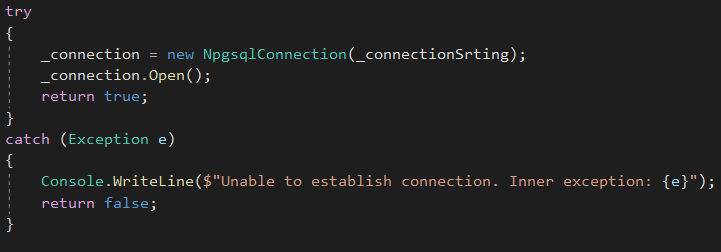 try
{
_connection = new NpgsqlConnection(_connectionSrting);
_connection.Open();
return true;
}
catch (Exception e)
{
Console.WriteLine($"Unable to establish connection. Inner exception: {e}");
return false;
}